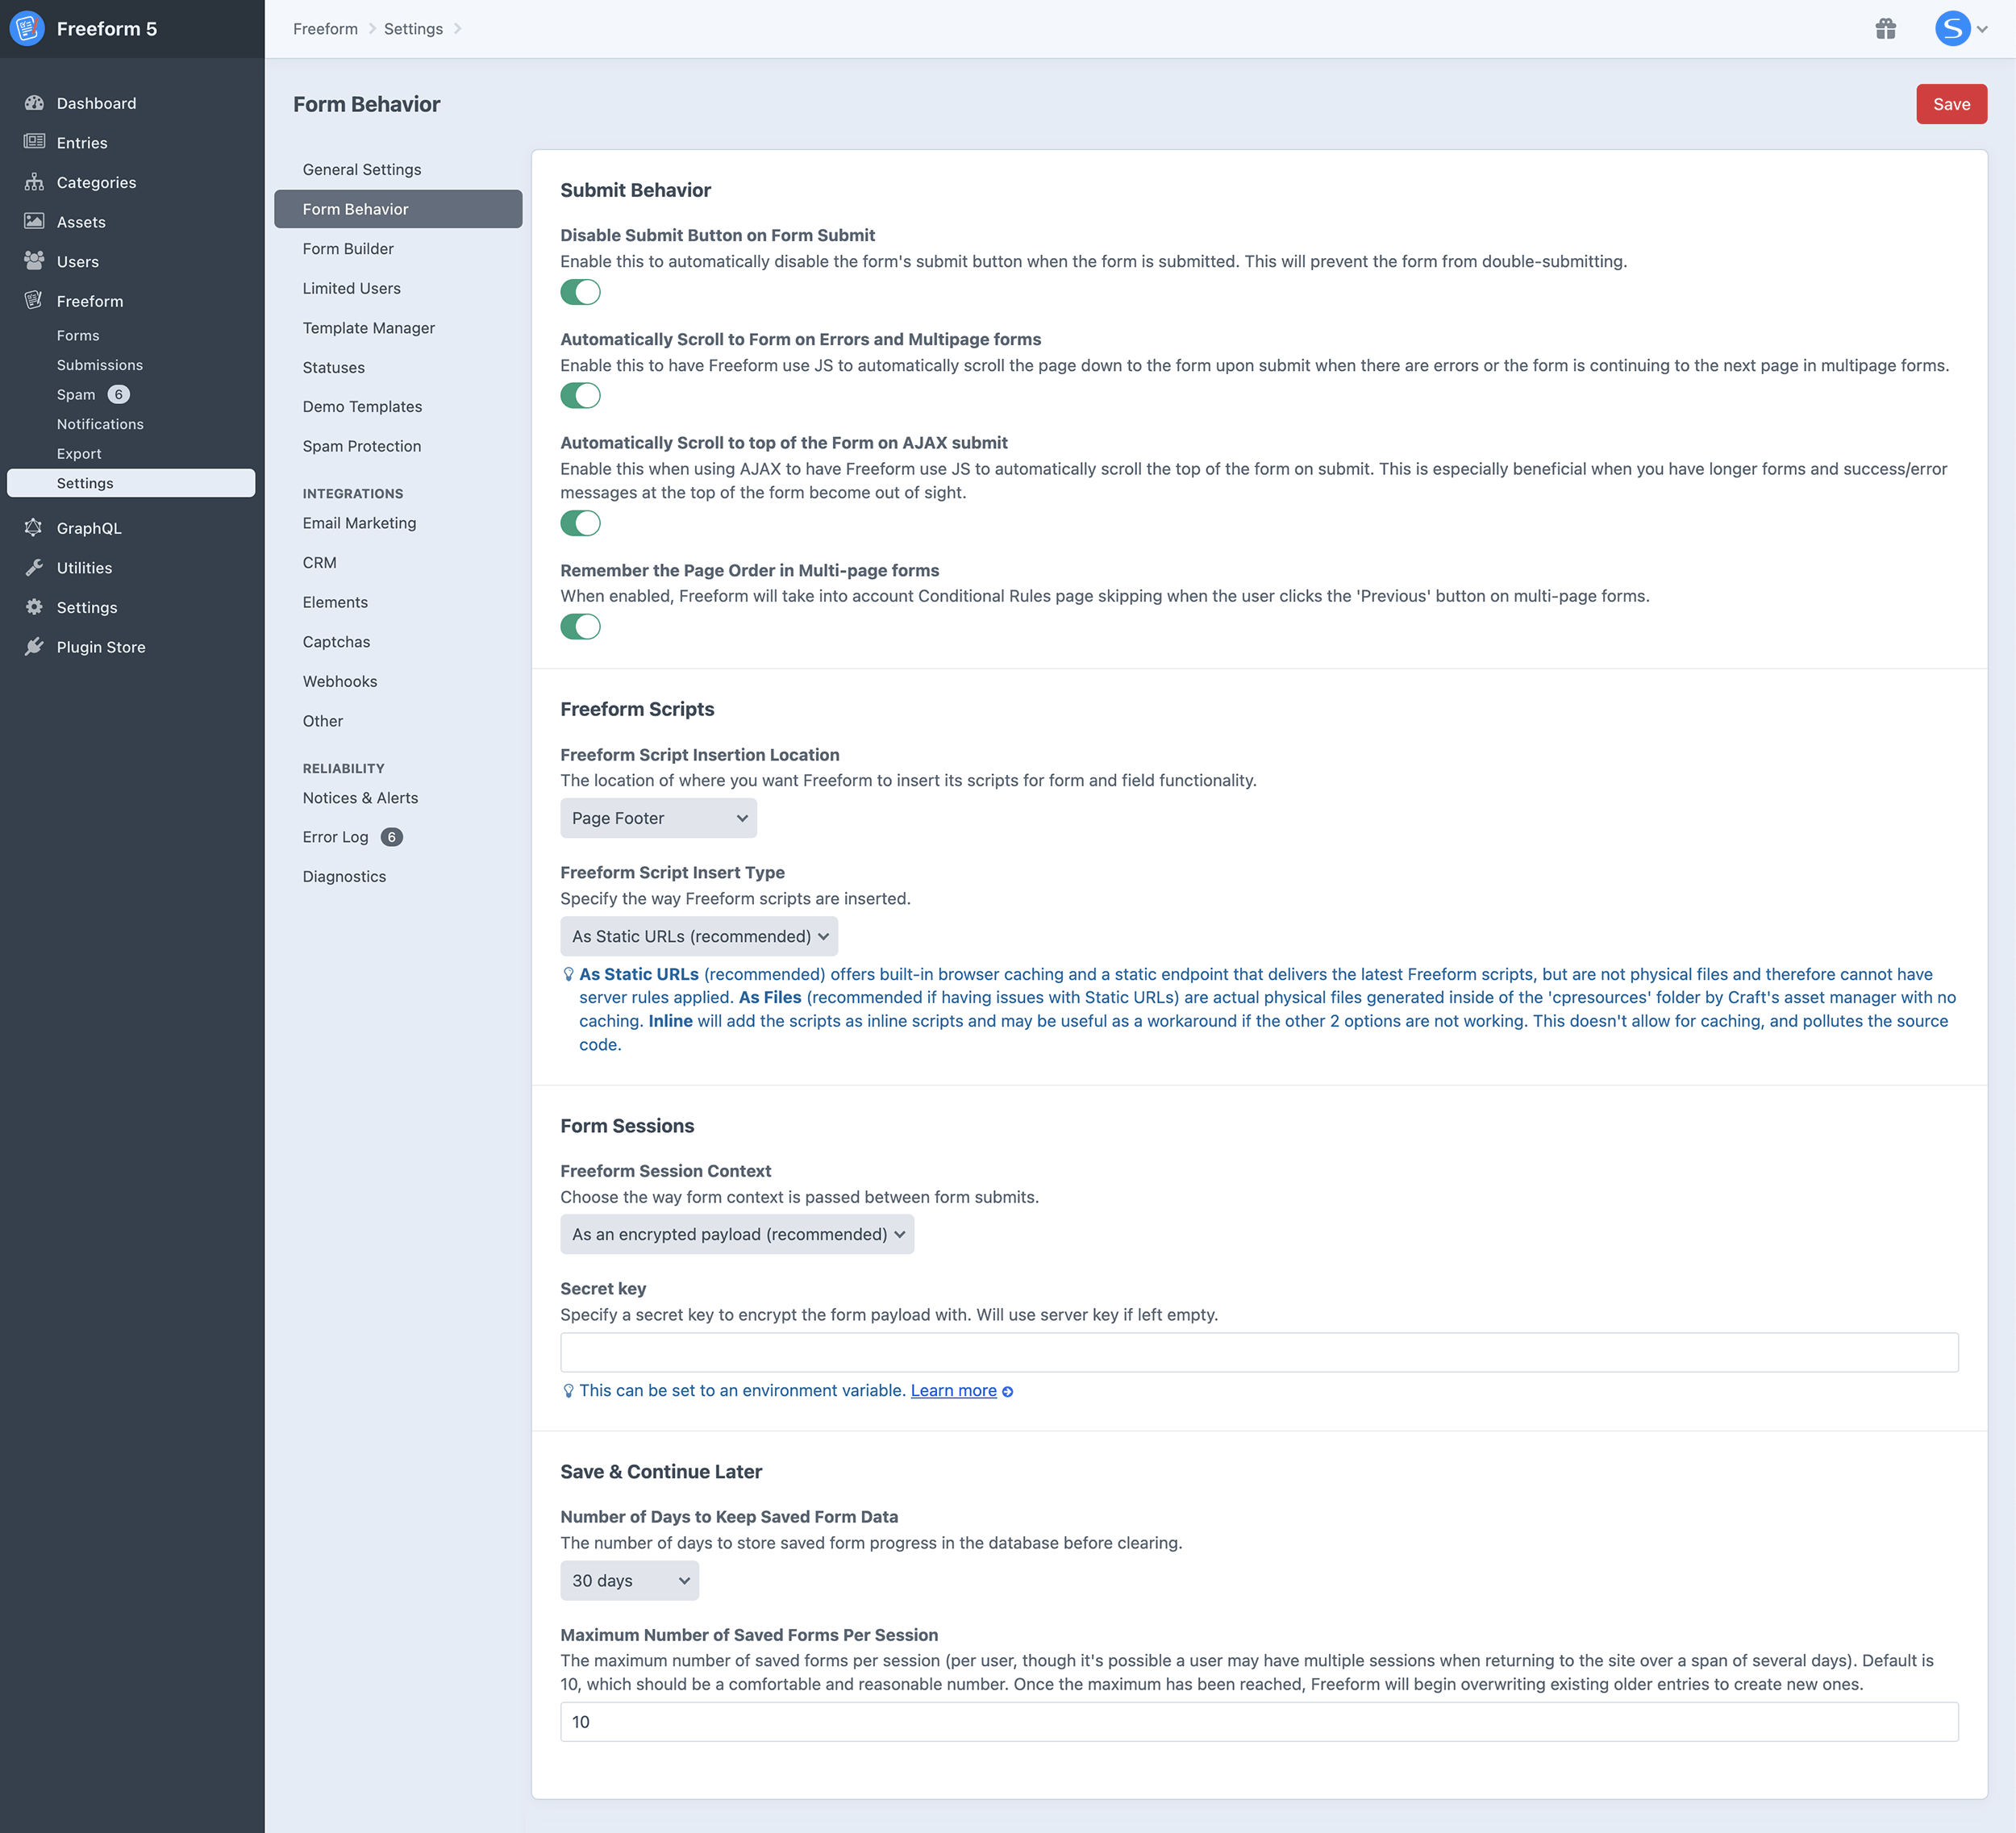 Freeform 5
Dashboard
Entries
Categories
Assets
Users
Freeform
Forms
Submissions
Spam 6
Notifications
Export
Settings
GraphQL
Utilities
Settings
Plugin Store
Freeform
Settings
S
Form Behavior
Save
General Settings
Form Behavior
Form Builder
Limited Users
Template Manager
Statuses
Demo Templates
Spam Protection
INTEGRATIONS
Email Marketing
CRM
Elements
Captchas
Webhooks
Other
RELIABILITY
Notices & Alerts
Error Log 6
Diagnostics
Submit Behavior
Disable Submit Button on Form Submit
Enable this to automatically disable the form's submit button when the form is submitted. This will prevent the form from double-submitting.
Automatically Scroll to Form on Errors and Multipage forms
Enable this to have Freeform use JS to automatically scroll the page down to the form upon submit when there are errors or the form is continuing to the next page in multipage forms.
Automatically Scroll to top of the Form on AJAX submit
Enable this when using AJAX to have Freeform use JS to automatically scroll the top of the form on submit. This is especially beneficial when you have longer forms and success/error
messages at the top of the form become out of sight.
Remember the Page Order in Multi-page forms
When enabled, Freeform will take into account Conditional Rules page skipping when the user clicks the 'Previous' button on multi-page forms.
Freeform Scripts
Freeform Script Insertion Location
The location of where you want Freeform to insert its scripts for form and field functionality.
Page Footer
Freeform Script Insert Type
Specify the way Freeform scripts are inserted.
As Static URLs (recommended)
As Static URLs (recommended) offers built-in browser caching and a static endpoint that delivers the latest Freeform scripts, but are not physical files and therefore cannot have
server rules applied. As Files (recommended if having issues with Static URLs) are actual physical files generated inside of the 'cpresources' folder by Craft's asset manager with no
caching. Inline will add the scripts as inline scripts and may be useful as a workaround if the other 2 options are not working. This doesn't allow for caching, and pollutes the source
code.
Form Sessions
Freeform Session Context
Choose the way form context is passed between form submits.
As an encrypted payload (recommended)
Secret key
Specify a secret key to encrypt the form payload with. Will use server key if left empty.
This can be set to an environment variable. Learn more
Save & Continue Later
Number of Days to Keep Saved Form Data
The number of days to store saved form progress in the database before clearing.
30 days
Maximum Number of Saved Forms Per Session
The maximum number of saved forms per session (per user, though it's possible a user may have multiple sessions when returning to the site over a span of several days). Default is
10, which should be a comfortable and reasonable number. Once the maximum has been reached, Freeform will begin overwriting existing older entries to create new ones.
10